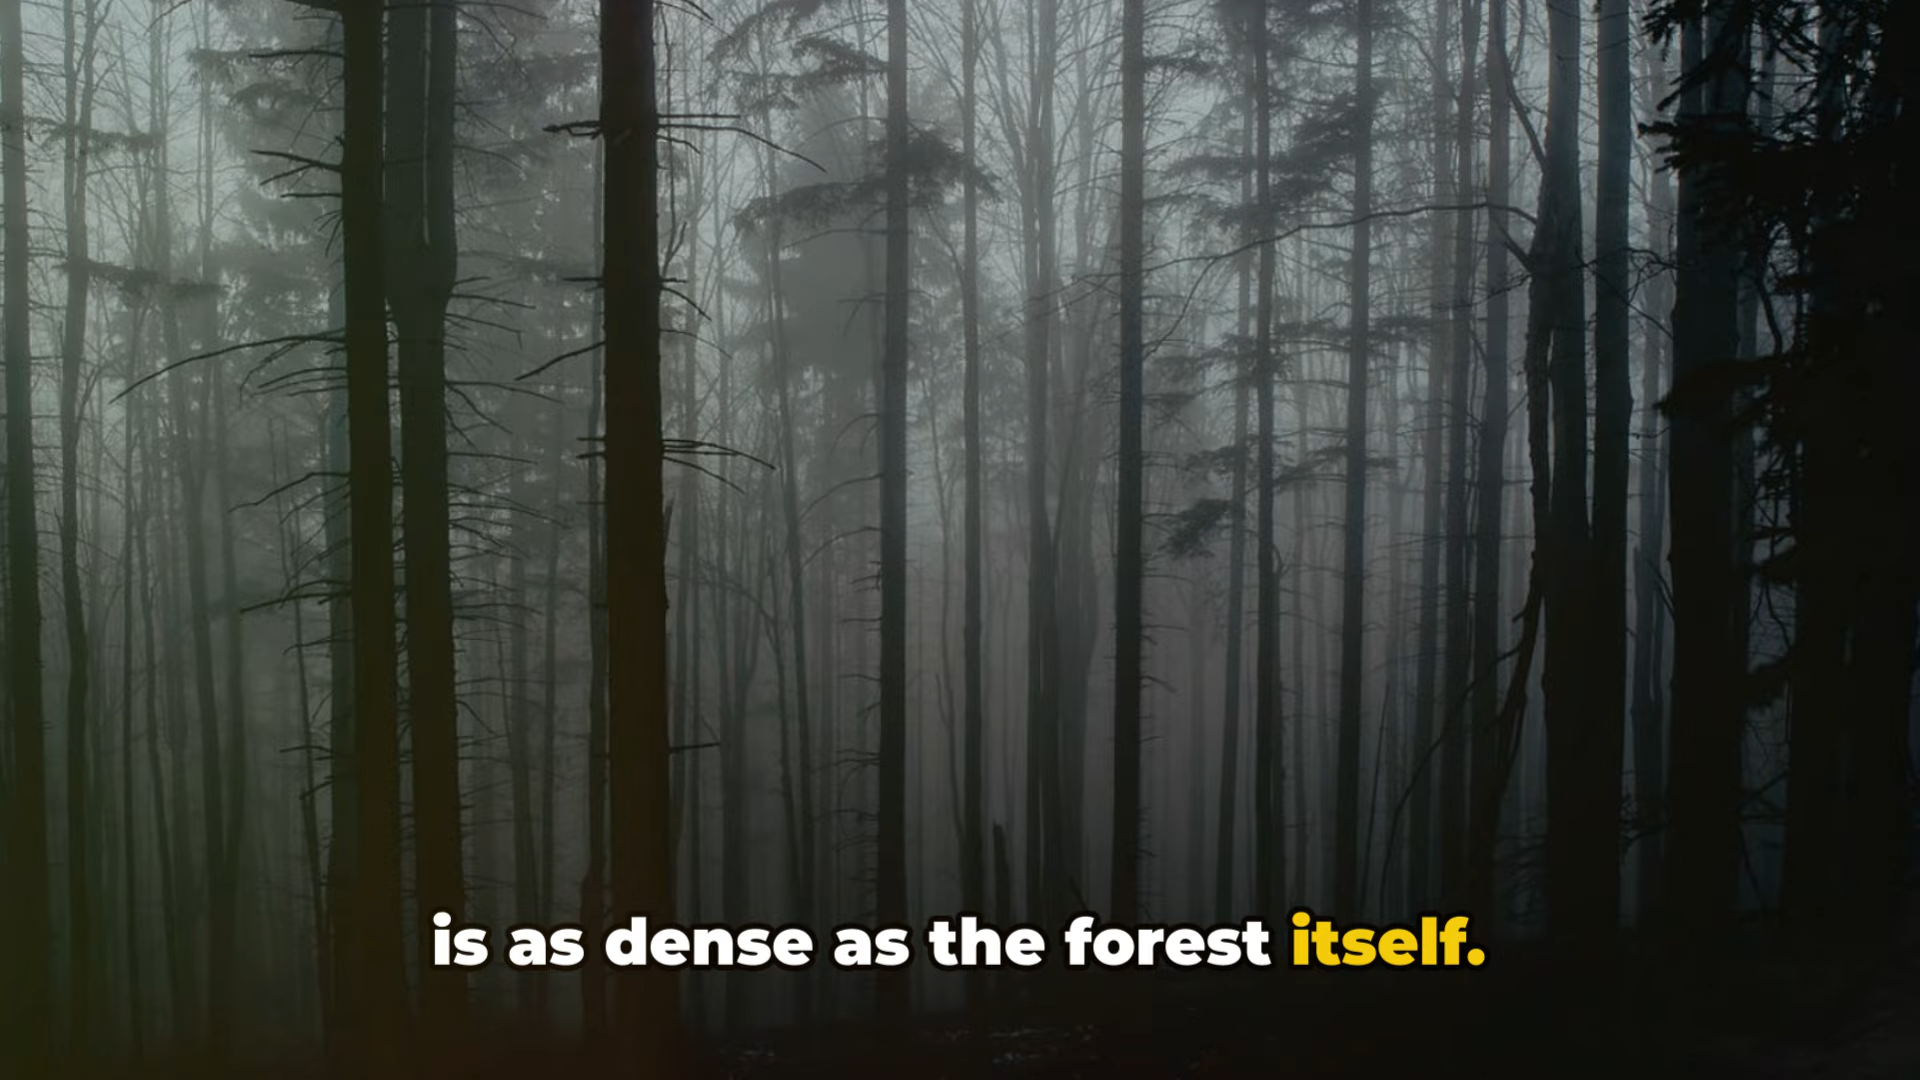 is as dense as the forest itself.